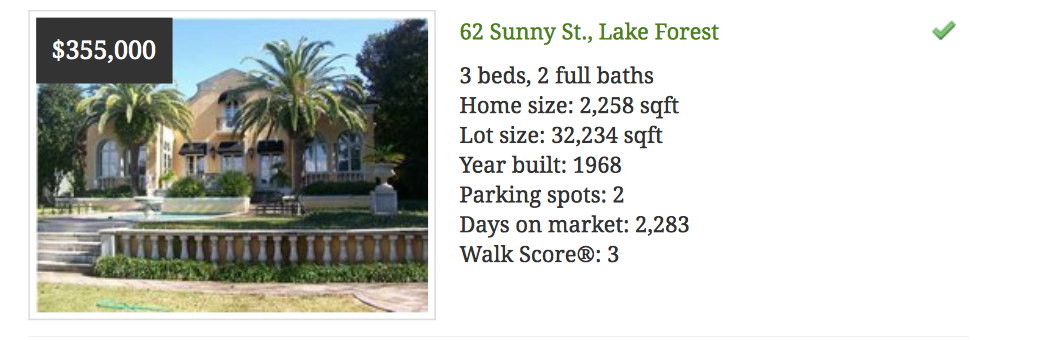 $355,000
62 Sunny St., Lake Forest
3 beds, 2 full baths
Home size: 2,258 sqft
Lot size: 32,234 sqft
Year built: 1968
Parking spots: 2
Days on market: 2,283
Walk Score®: 3